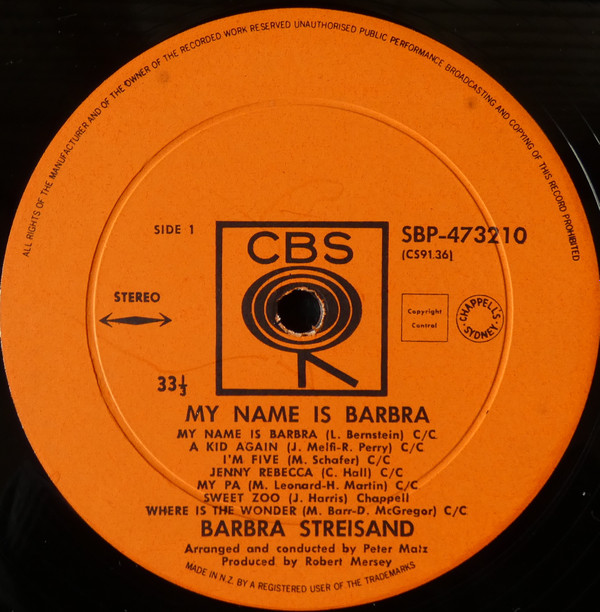 ALL RIGHTS OF THE MANUFACTURER AND OF THE OWNER OF THE RECORDED WORK RESERVED UNAUTHORISED PUBLIC PERFORMANCE BROADCASTING AND COPYING OF THIS RECORD PROHIBITED
SIDE 1
CBS
SBP-473210
(CS91.36)
STEREO
Copyright
Control
CHAPPELL'S
SYDNEY
33⅓
MY NAME IS BARBRA
MY NAME IS BARBRA (L. Bernstein) C/C
A KID AGAIN (J. Melfi-R. Perry) C/C
I'M FIVE (M. Schafer) C/C
JENNY REBECCA (C. Hall) C/C
MY PA (M. Leonard-H. Martin) C/C
SWEET ZOO (J. Harris) Chappell
WHERE IS THE WONDER (M. Barr-D. McGregor) C/C
BARBRA STREISAND
Arranged and conducted by Peter Matz
Produced by Robert Mersey
MADE IN N.Z. BY A REGISTERED USER OF THE TRADEMARKS